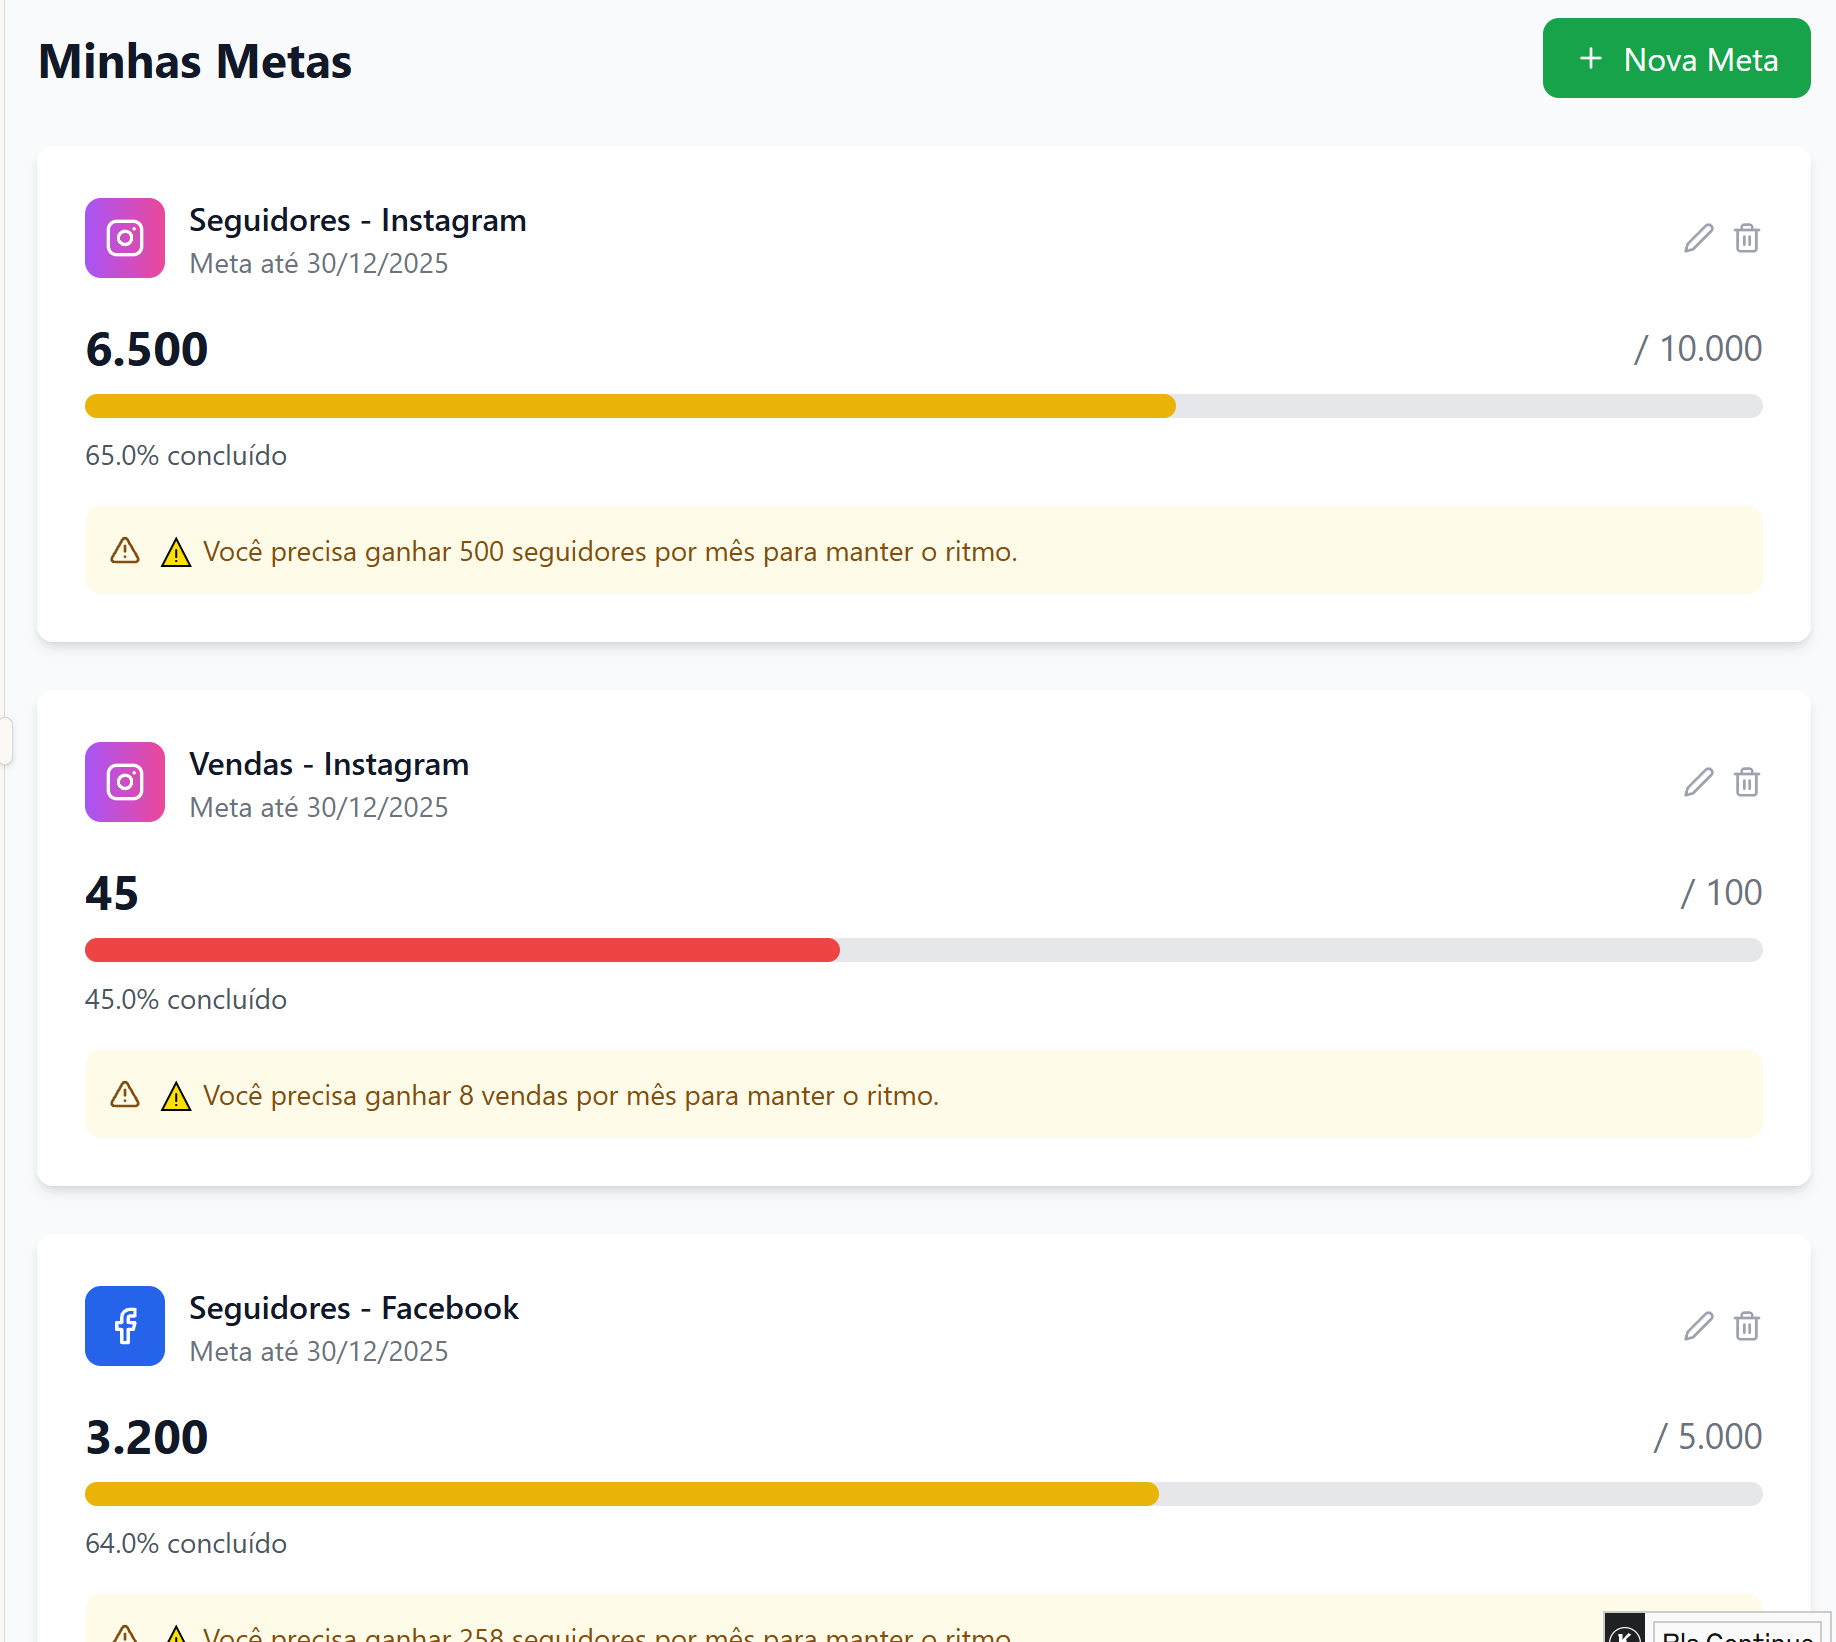 Minhas Metas
+ Nova Meta
Seguidores - Instagram
Meta até 30/12/2025
6.500
/ 10.000
65.0% concluído
⚠ Você precisa ganhar 500 seguidores por mês para manter o ritmo.
Vendas - Instagram
Meta até 30/12/2025
45
/ 100
45.0% concluído
⚠ Você precisa ganhar 8 vendas por mês para manter o ritmo.
Seguidores - Facebook
Meta até 30/12/2025
3.200
/ 5.000
64.0% concluído
⚠ Você precisa ganhar 258 seguidores por mês para manter o ritmo.
Pls Continue